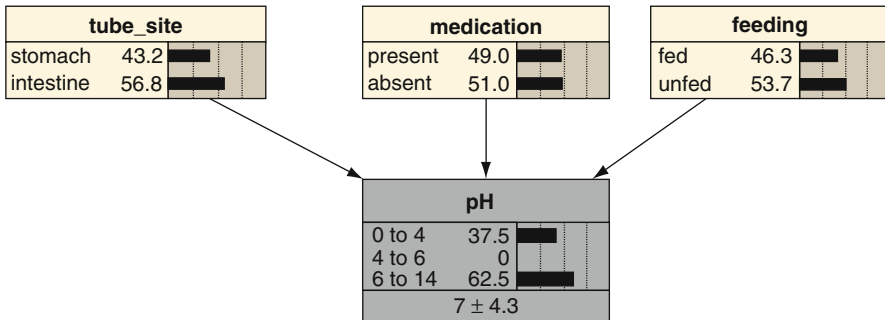 tube_site
stomach 43.2
intestine 56.8
medication
present 49.0
absent 51.0
feeding
fed 46.3
unfed 53.7
pH
0 to 4 37.5
4 to 6 0
6 to 14 62.5
7 ± 4.3